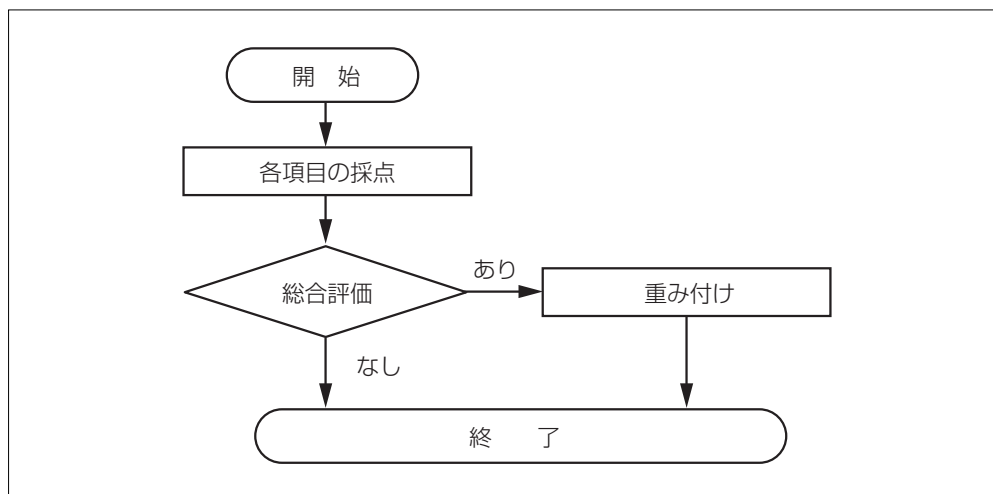 開　始
各項目の採点
総合評価
あり
重み付け
なし
終　　了